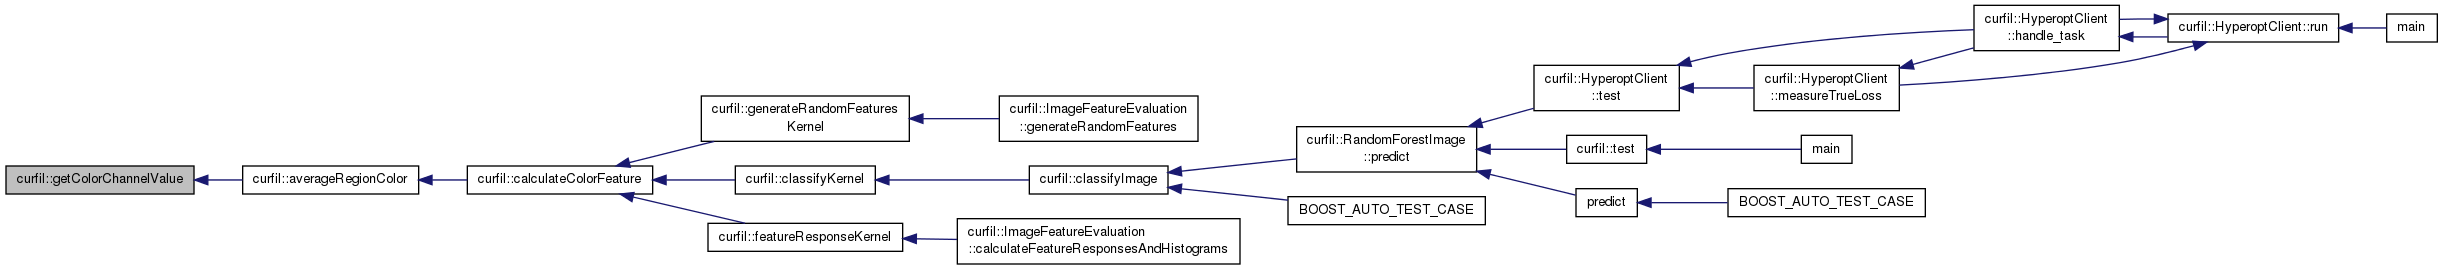 curfil::getColorChannelValue
curfil::averageRegionColor
curfil::calculateColorFeature
curfil::generateRandomFeatures
Kernel
curfil::ImageFeatureEvaluation
::generateRandomFeatures
curfil::classifyKernel
curfil::classifyImage
curfil::featureResponseKernel
curfil::ImageFeatureEvaluation
::calculateFeatureResponsesAndHistograms
curfil::RandomForestImage
::predict
BOOST_AUTO_TEST_CASE
curfil::HyperoptClient
::test
curfil::test
main
predict
BOOST_AUTO_TEST_CASE
curfil::HyperoptClient
::handle_task
curfil::HyperoptClient
::measureTrueLoss
curfil::HyperoptClient::run
main